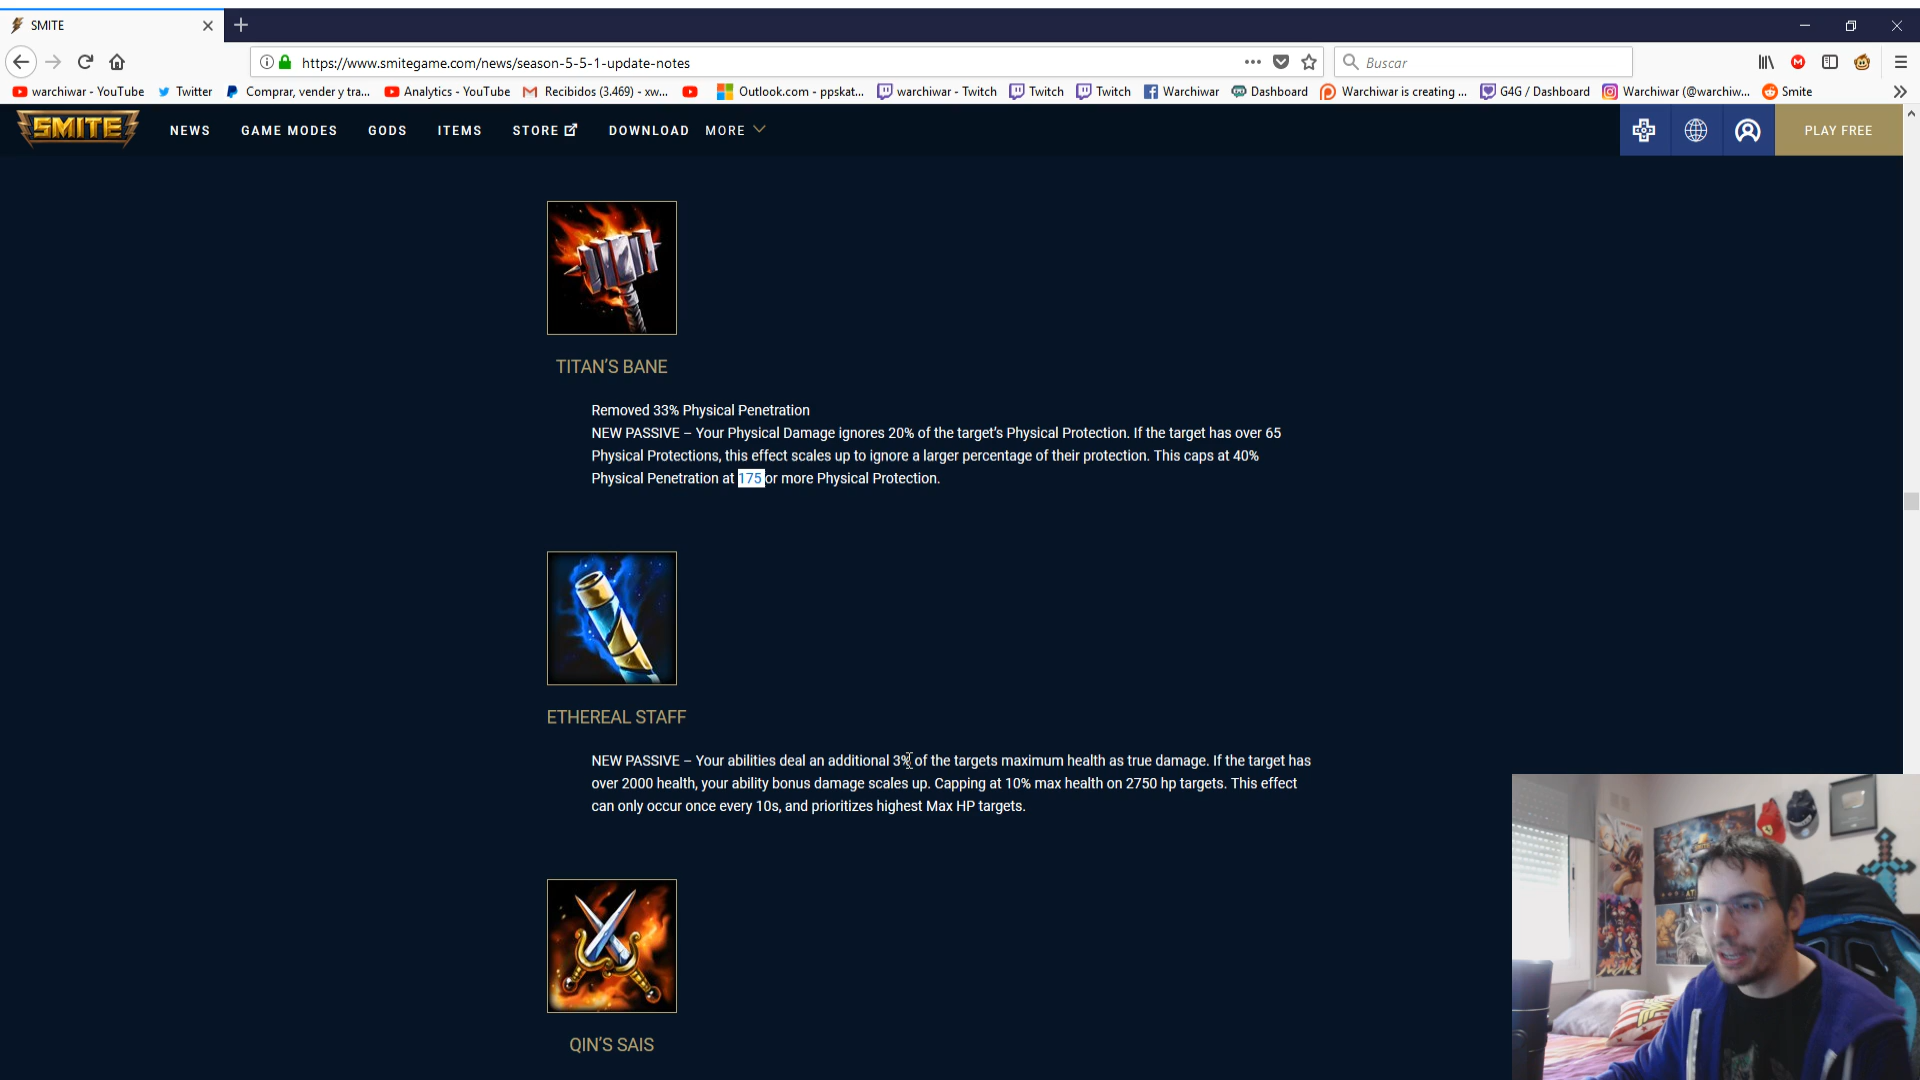 SMITE
https://www.smitegame.com/news/season-5-5-1-update-notes
Buscar
warchiwar - YouTube
Twitter
Comprar, vender y tra...
Analytics - YouTube
Recibidos (3.469) - xw...
Outlook.com - ppskat...
warchiwar - Twitch
Twitch
Twitch
Warchiwar
Dashboard
Warchiwar is creating ...
G4G / Dashboard
Warchiwar (@warchiw...
Smite
SMITE
NEWS
GAME MODES
GODS
ITEMS
STORE
DOWNLOAD
MORE
PLAY FREE
TITAN’S BANE
Removed 33% Physical Penetration
NEW PASSIVE – Your Physical Damage ignores 20% of the target’s Physical Protection. If the target has over 65
Physical Protections, this effect scales up to ignore a larger percentage of their protection. This caps at 40%
Physical Penetration at 175 or more Physical Protection.
ETHEREAL STAFF
NEW PASSIVE – Your abilities deal an additional 3% of the targets maximum health as true damage. If the target has
over 2000 health, your ability bonus damage scales up. Capping at 10% max health on 2750 hp targets. This effect
can only occur once every 10s, and prioritizes highest Max HP targets.
QIN’S SAIS